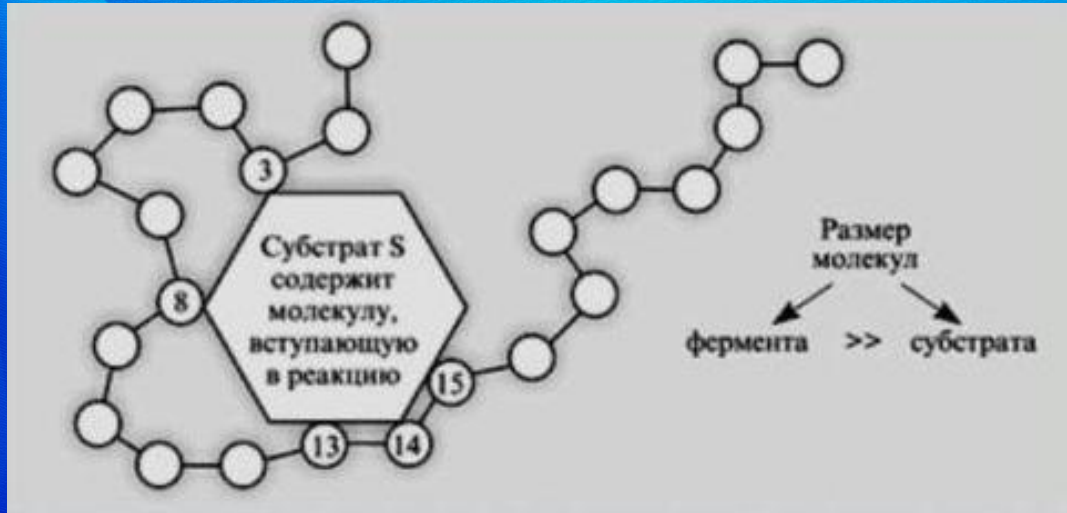 3
Субстрат S
содержит
молекулу,
вступающую
в реакцию
8
15
13
14
Размер
молекул
фермента >> субстрата